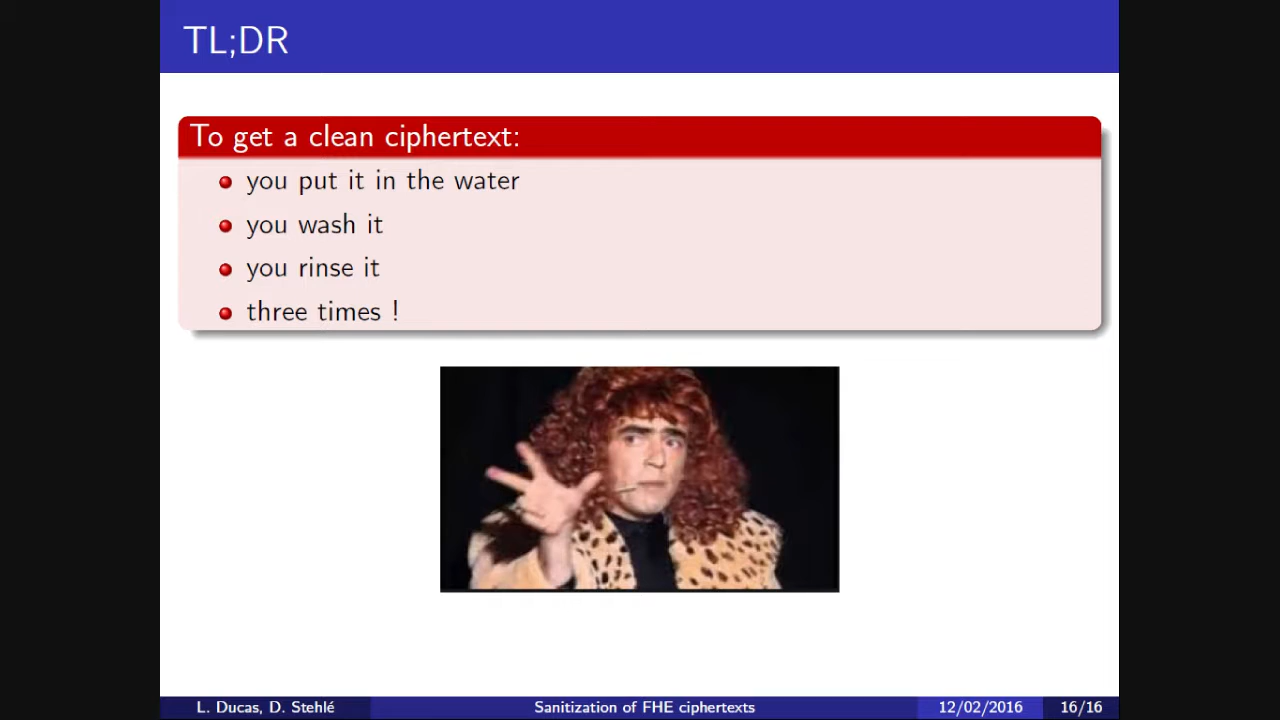 TL;DR
To get a clean ciphertext:
you put it in the water
you wash it
you rinse it
three times !
L. Ducas, D. Stehlé
Sanitization of FHE ciphertexts
12/02/2016
16/16